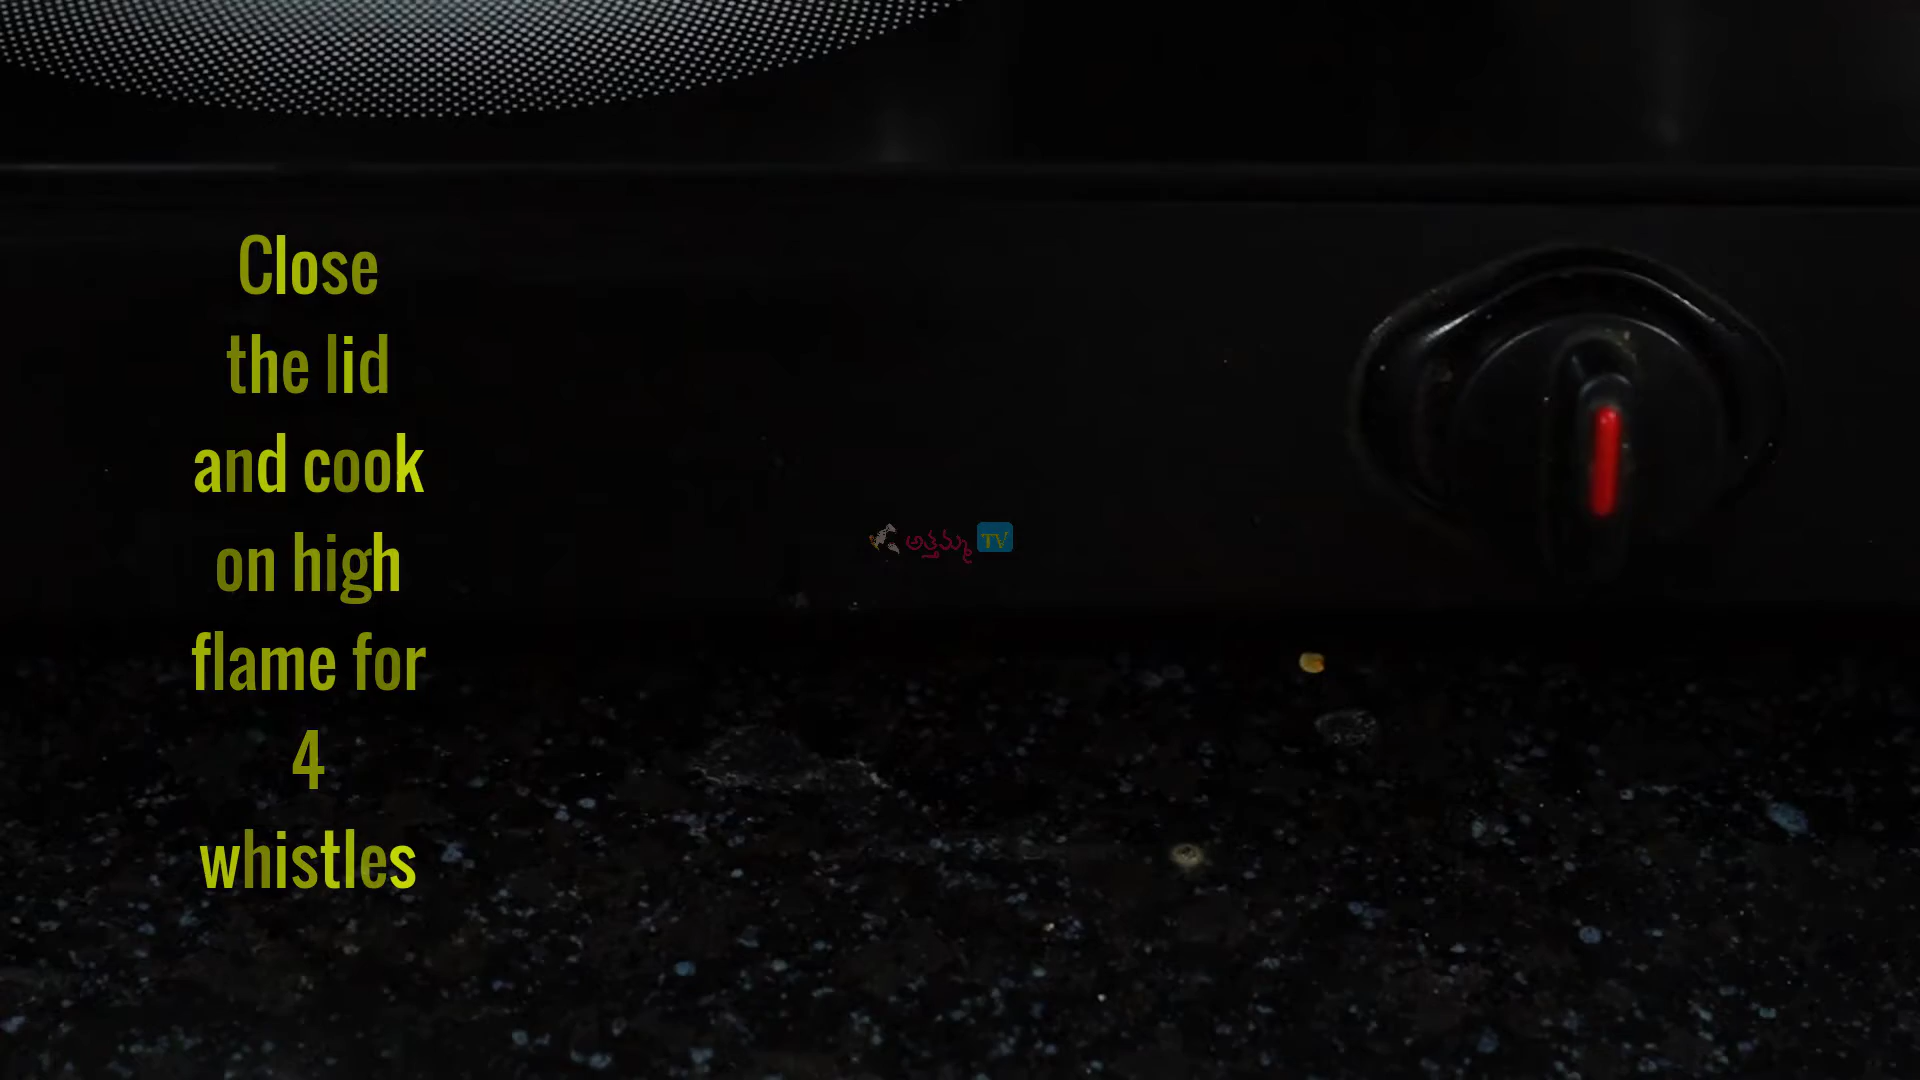 Close
the lid
and cook
on high
flame for
4
whistles
అత్తమ్మ TV